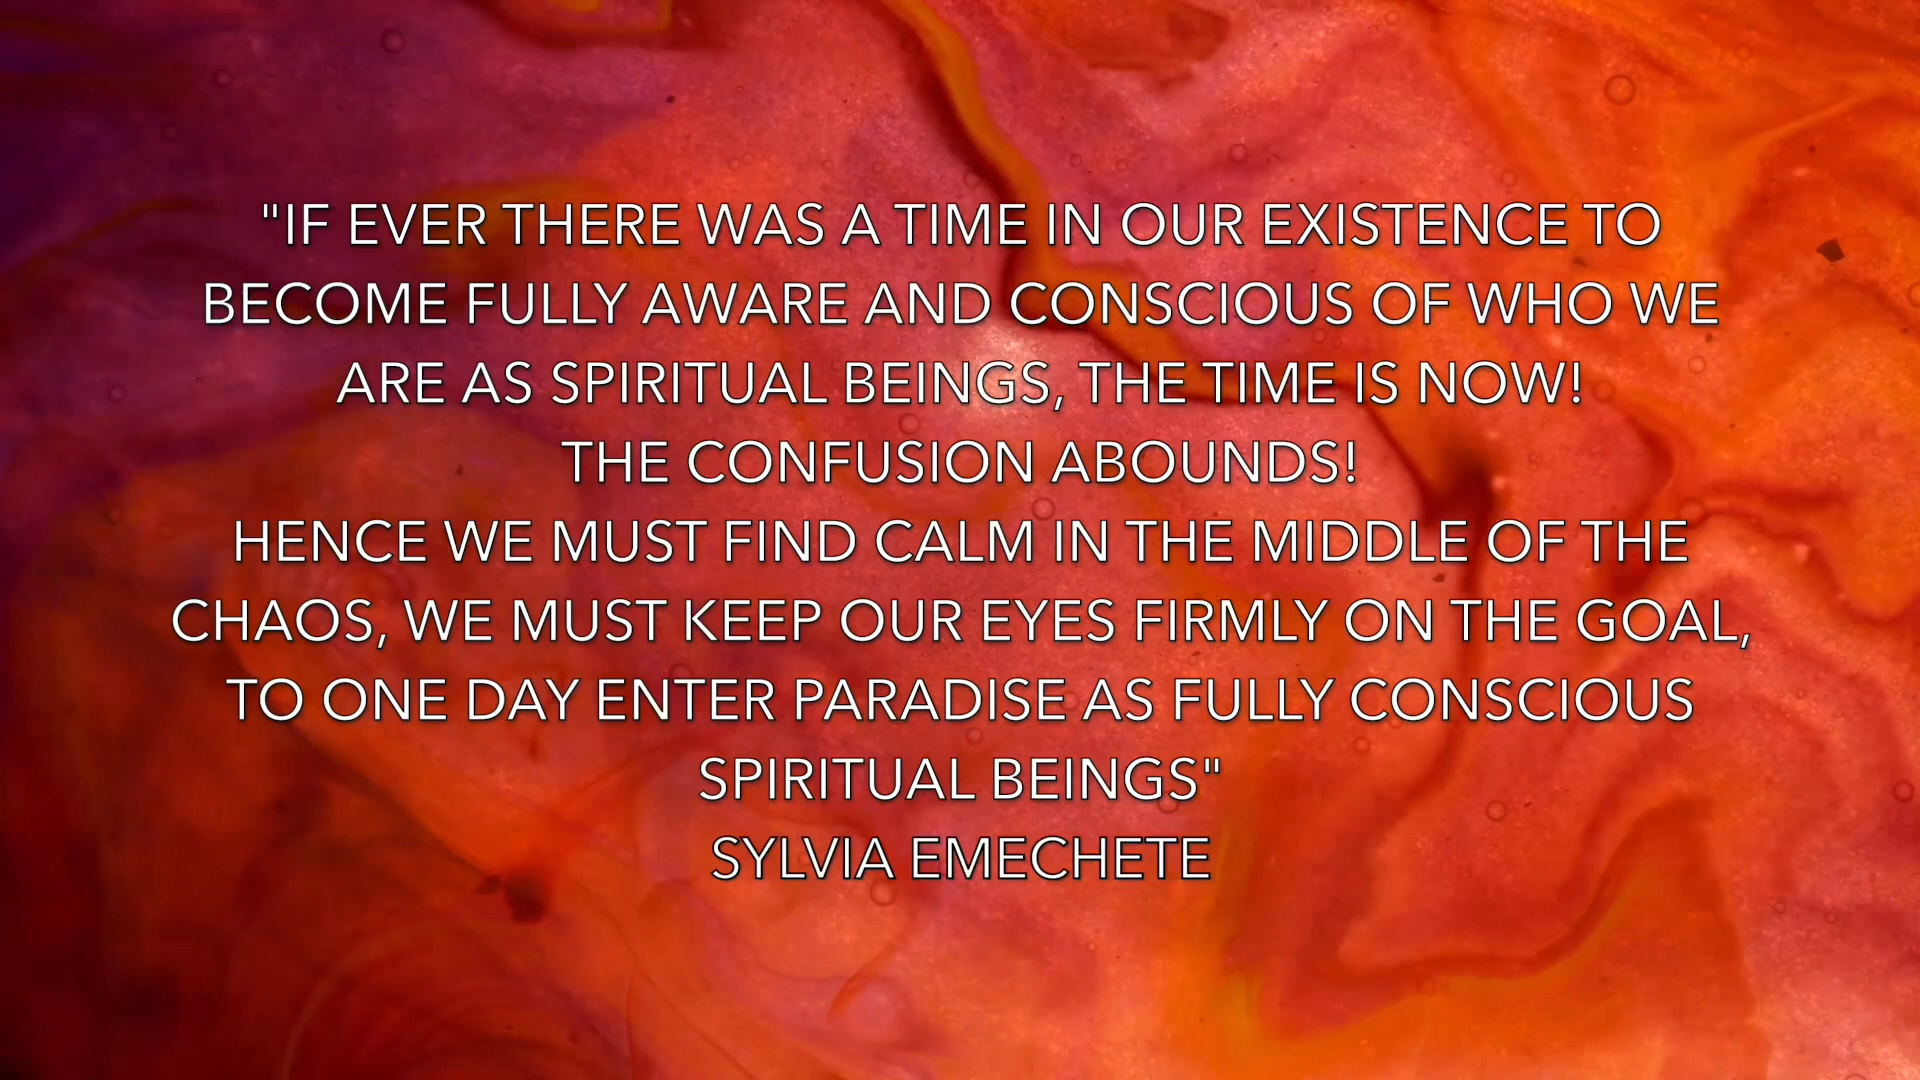 "IF EVER THERE WAS A TIME IN OUR EXISTENCE TO
BECOME FULLY AWARE AND CONSCIOUS OF WHO WE
ARE AS SPIRITUAL BEINGS, THE TIME IS NOW!
THE CONFUSION ABOUNDS!
HENCE WE MUST FIND CALM IN THE MIDDLE OF THE
CHAOS, WE MUST KEEP OUR EYES FIRMLY ON THE GOAL,
TO ONE DAY ENTER PARADISE AS FULLY CONSCIOUS
SPIRITUAL BEINGS"
SYLVIA EMECHETE